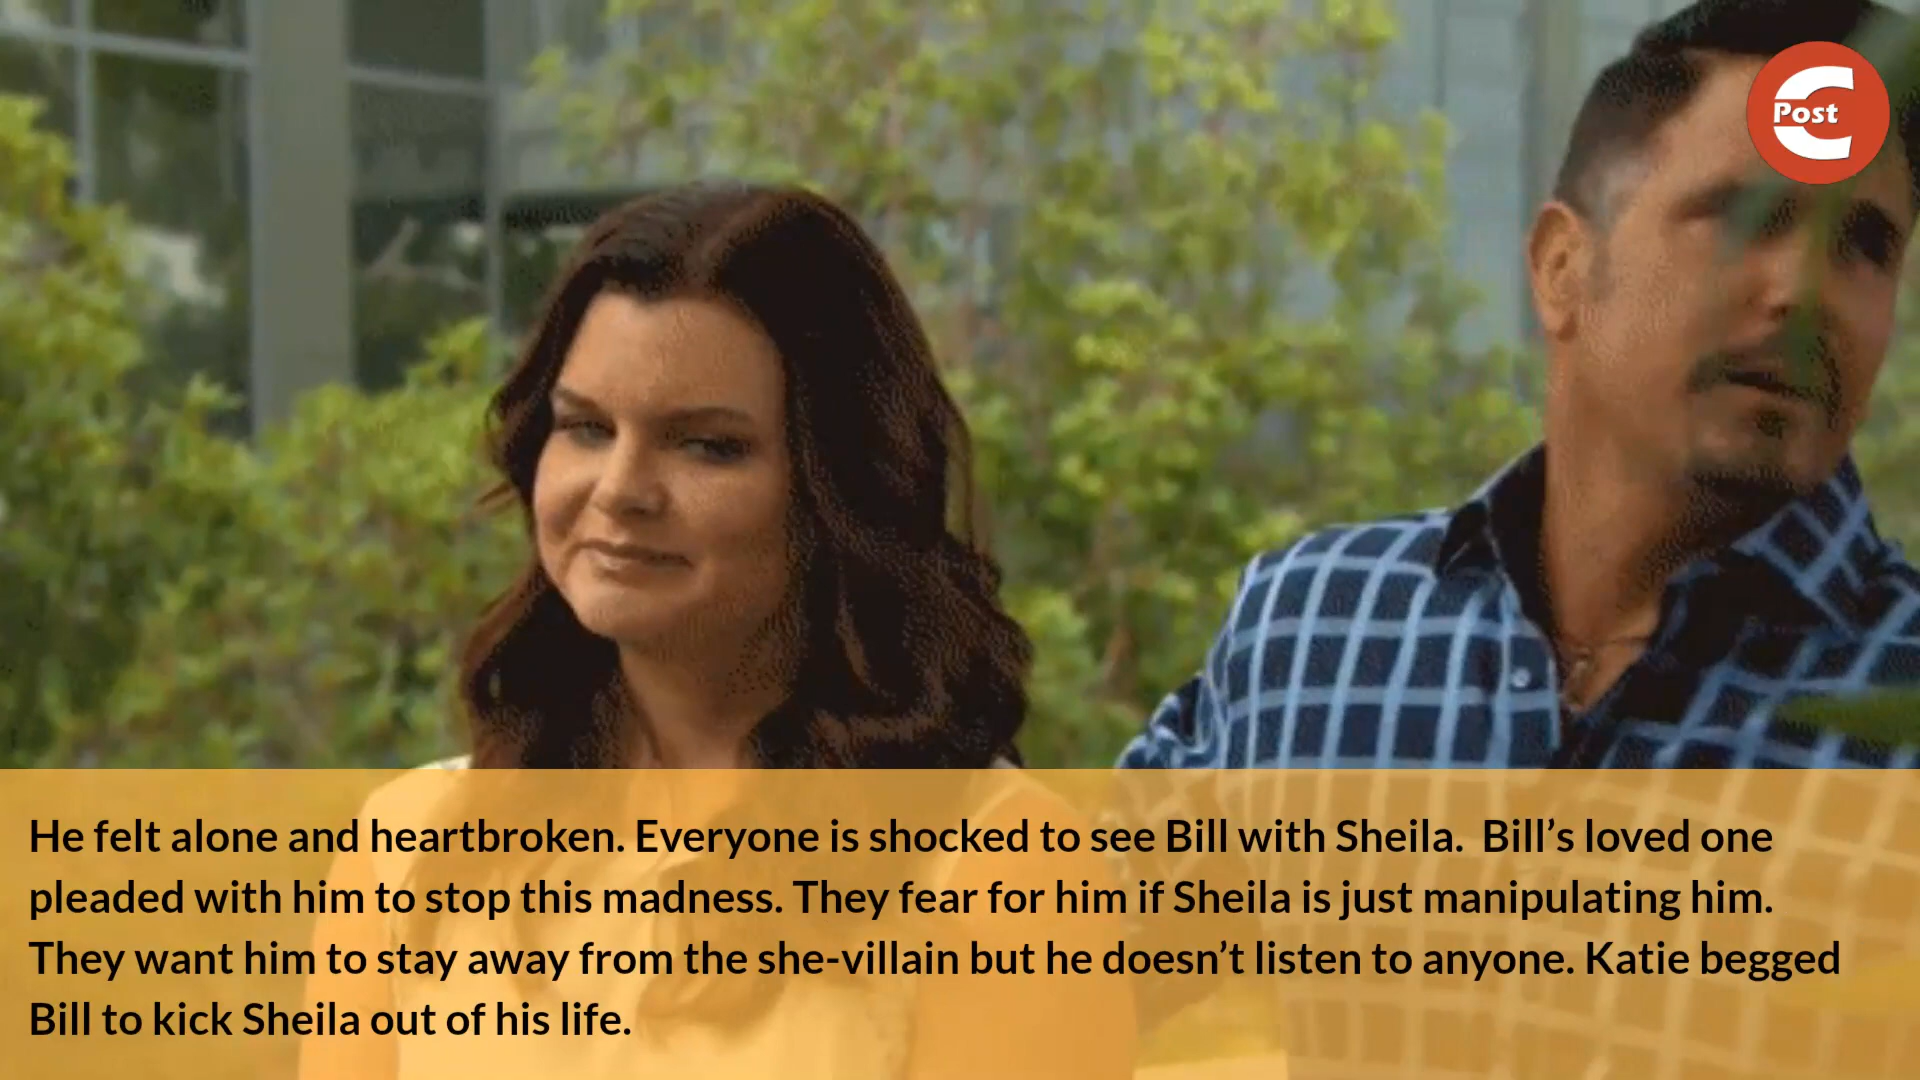 Post
He felt alone and heartbroken. Everyone is shocked to see Bill with Sheila.  Bill’s loved one
pleaded with him to stop this madness. They fear for him if Sheila is just manipulating him.
They want him to stay away from the she-villain but he doesn’t listen to anyone. Katie begged
Bill to kick Sheila out of his life.